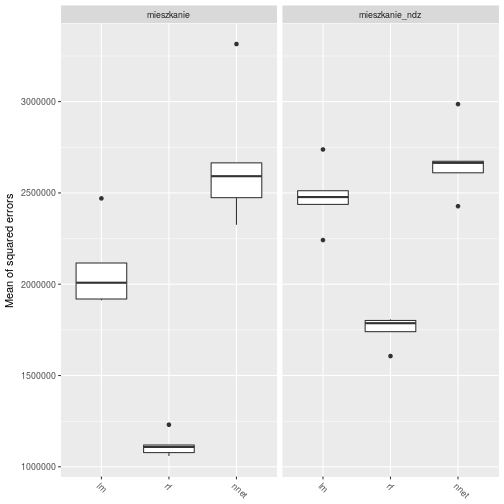 mieszkanie
mieszkanie_ndz
Mean of squared errors
3000000
2500000
2000000
1500000
1000000
lm
rf
nnet
lm
rf
nnet